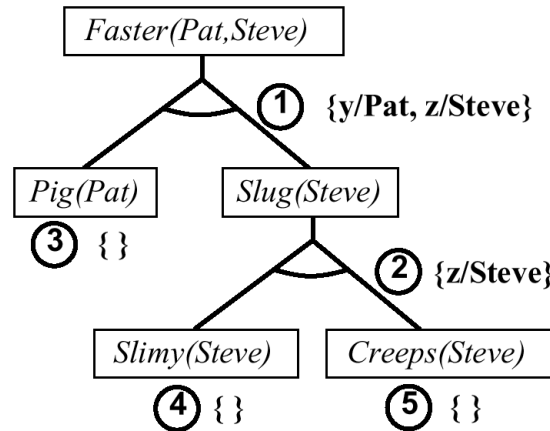 Faster(Pat,Steve)
1 {y/Pat, z/Steve}
Pig(Pat) Slug(Steve)
3 { }
2 {z/Steve}
Slimy(Steve) Creeps(Steve)
4 { } 5 { }